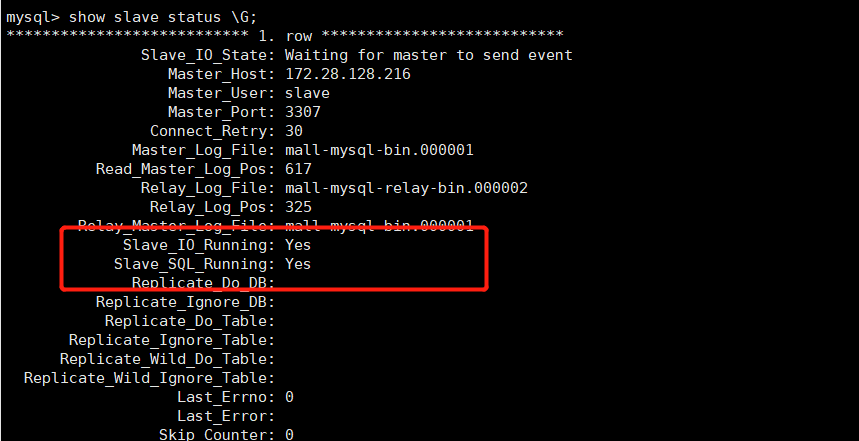 mysql> show slave status \G;
*************************** 1. row ***************************
Slave_IO_State: Waiting for master to send event
Master_Host: 172.28.128.216
Master_User: slave
Master_Port: 3307
Connect_Retry: 30
Master_Log_File: mall-mysql-bin.000001
Read_Master_Log_Pos: 617
Relay_Log_File: mall-mysql-relay-bin.000002
Relay_Log_Pos: 325
Relay_Master_Log_File: mall-mysql-bin.000001
Slave_IO_Running: Yes
Slave_SQL_Running: Yes
Replicate_Do_DB:
Replicate_Ignore_DB:
Replicate_Do_Table:
Replicate_Ignore_Table:
Replicate_Wild_Do_Table:
Replicate_Wild_Ignore_Table:
Last_Errno: 0
Last_Error:
Skip_Counter: 0